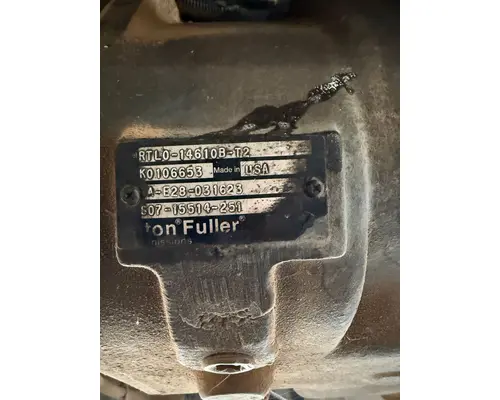 RTLO-14610B-T2
K0106653 Made in USA
A-E28-031623
S07-15514-251
ton® Fuller®